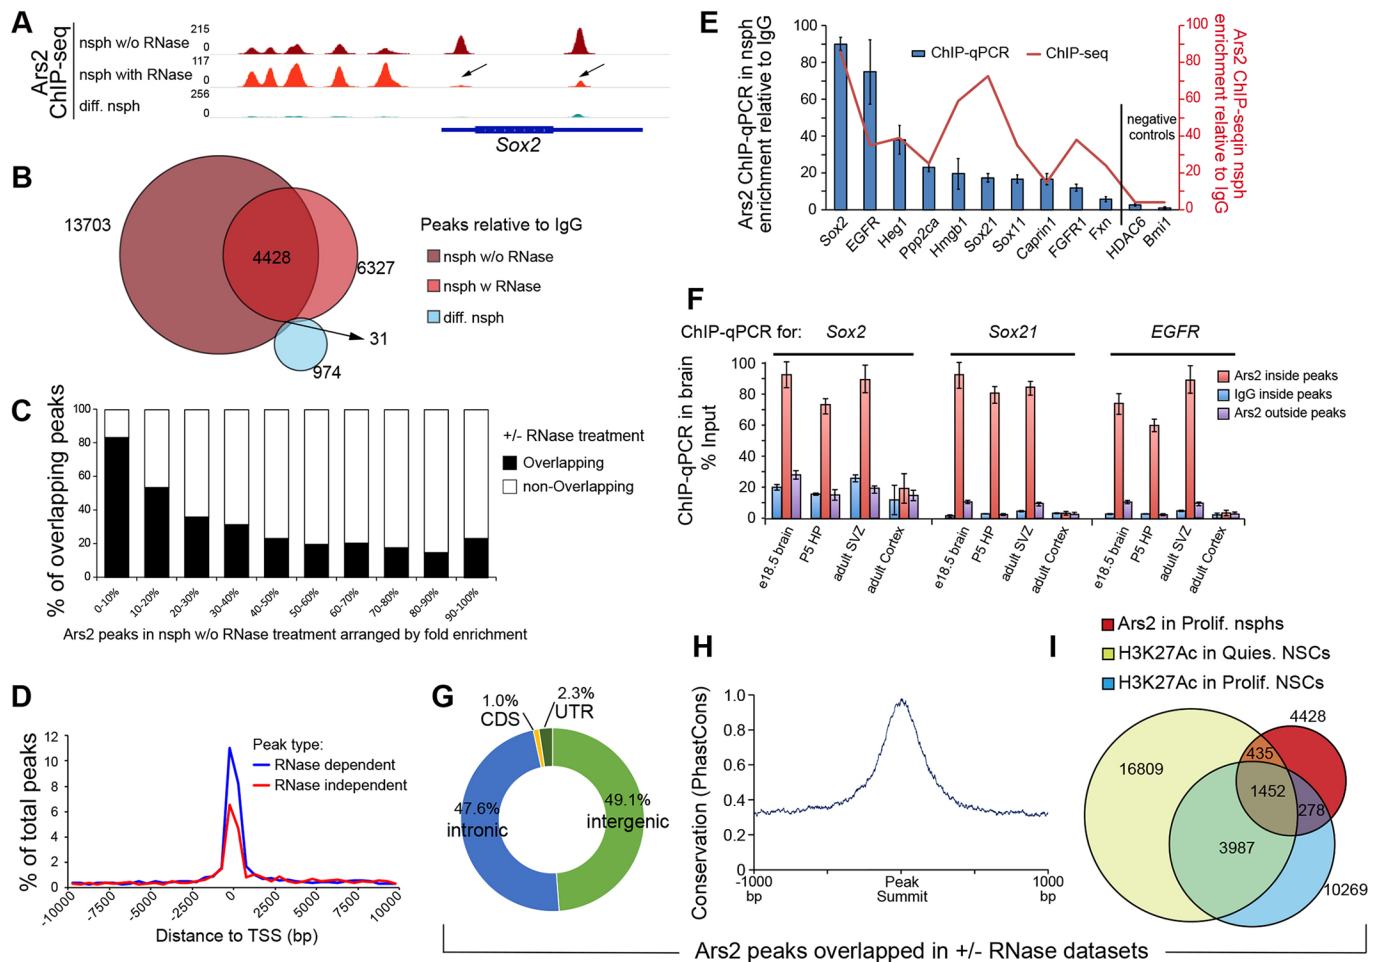 A
Ars2
ChIP-seq
nsph w/o RNase
215
0
nsph with RNase
117
0
diff. nsph
256
0
Sox2
B
13703
4428
6327
31
974
Peaks relative to IgG
nsph w/o RNase
nsph w RNase
diff. nsph
C
% of overlapping peaks
100
80
60
40
20
0
0-10%
10-20%
20-30%
30-40%
40-50%
50-60%
60-70%
70-80%
80-90%
90-100%
+/- RNase treatment
Overlapping
non-Overlapping
Ars2 peaks in nsph w/o RNase treatment arranged by fold enrichment
D
% of total peaks
12
10
8
6
4
2
0
Peak type:
RNase dependent
RNase independent
-10000
-7500
-5000
-2500
0
2500
5000
7500
10000
Distance to TSS (bp)
E
Ars2 ChIP-qPCR in nsph
enrichment relative to IgG
100
80
60
40
20
0
ChIP-qPCR
ChIP-seq
negative
controls
100
80
60
40
20
0
Ars2 ChIP-seqin nsph
enrichment relative to IgG
Sox2
EGFR
Heg1
Ppp2ca
Hmgb1
Sox21
Sox11
Caprin1
FGFR1
Fxn
HDAC6
Bmi1
F
ChIP-qPCR for:
Sox2
Sox21
EGFR
ChIP-qPCR in brain
% Input
100
80
60
40
20
0
Ars2 inside peaks
IgG inside peaks
Ars2 outside peaks
e18.5 brain
P5 HP
adult SVZ
adult Cortex
e18.5 brain
P5 HP
adult SVZ
adult Cortex
e18.5 brain
P5 HP
adult SVZ
adult Cortex
G
1.0%
CDS
2.3%
UTR
47.6%
intronic
49.1%
intergenic
H
Conservation (PhastCons)
1.0
0.8
0.6
0.4
0.2
0
-1000
bp
Peak
Summit
1000
bp
I
Ars2 in Prolif. nsphs
H3K27Ac in Quies. NSCs
H3K27Ac in Prolif. NSCs
4428
16809
435
1452
278
3987
10269
Ars2 peaks overlapped in +/- RNase datasets